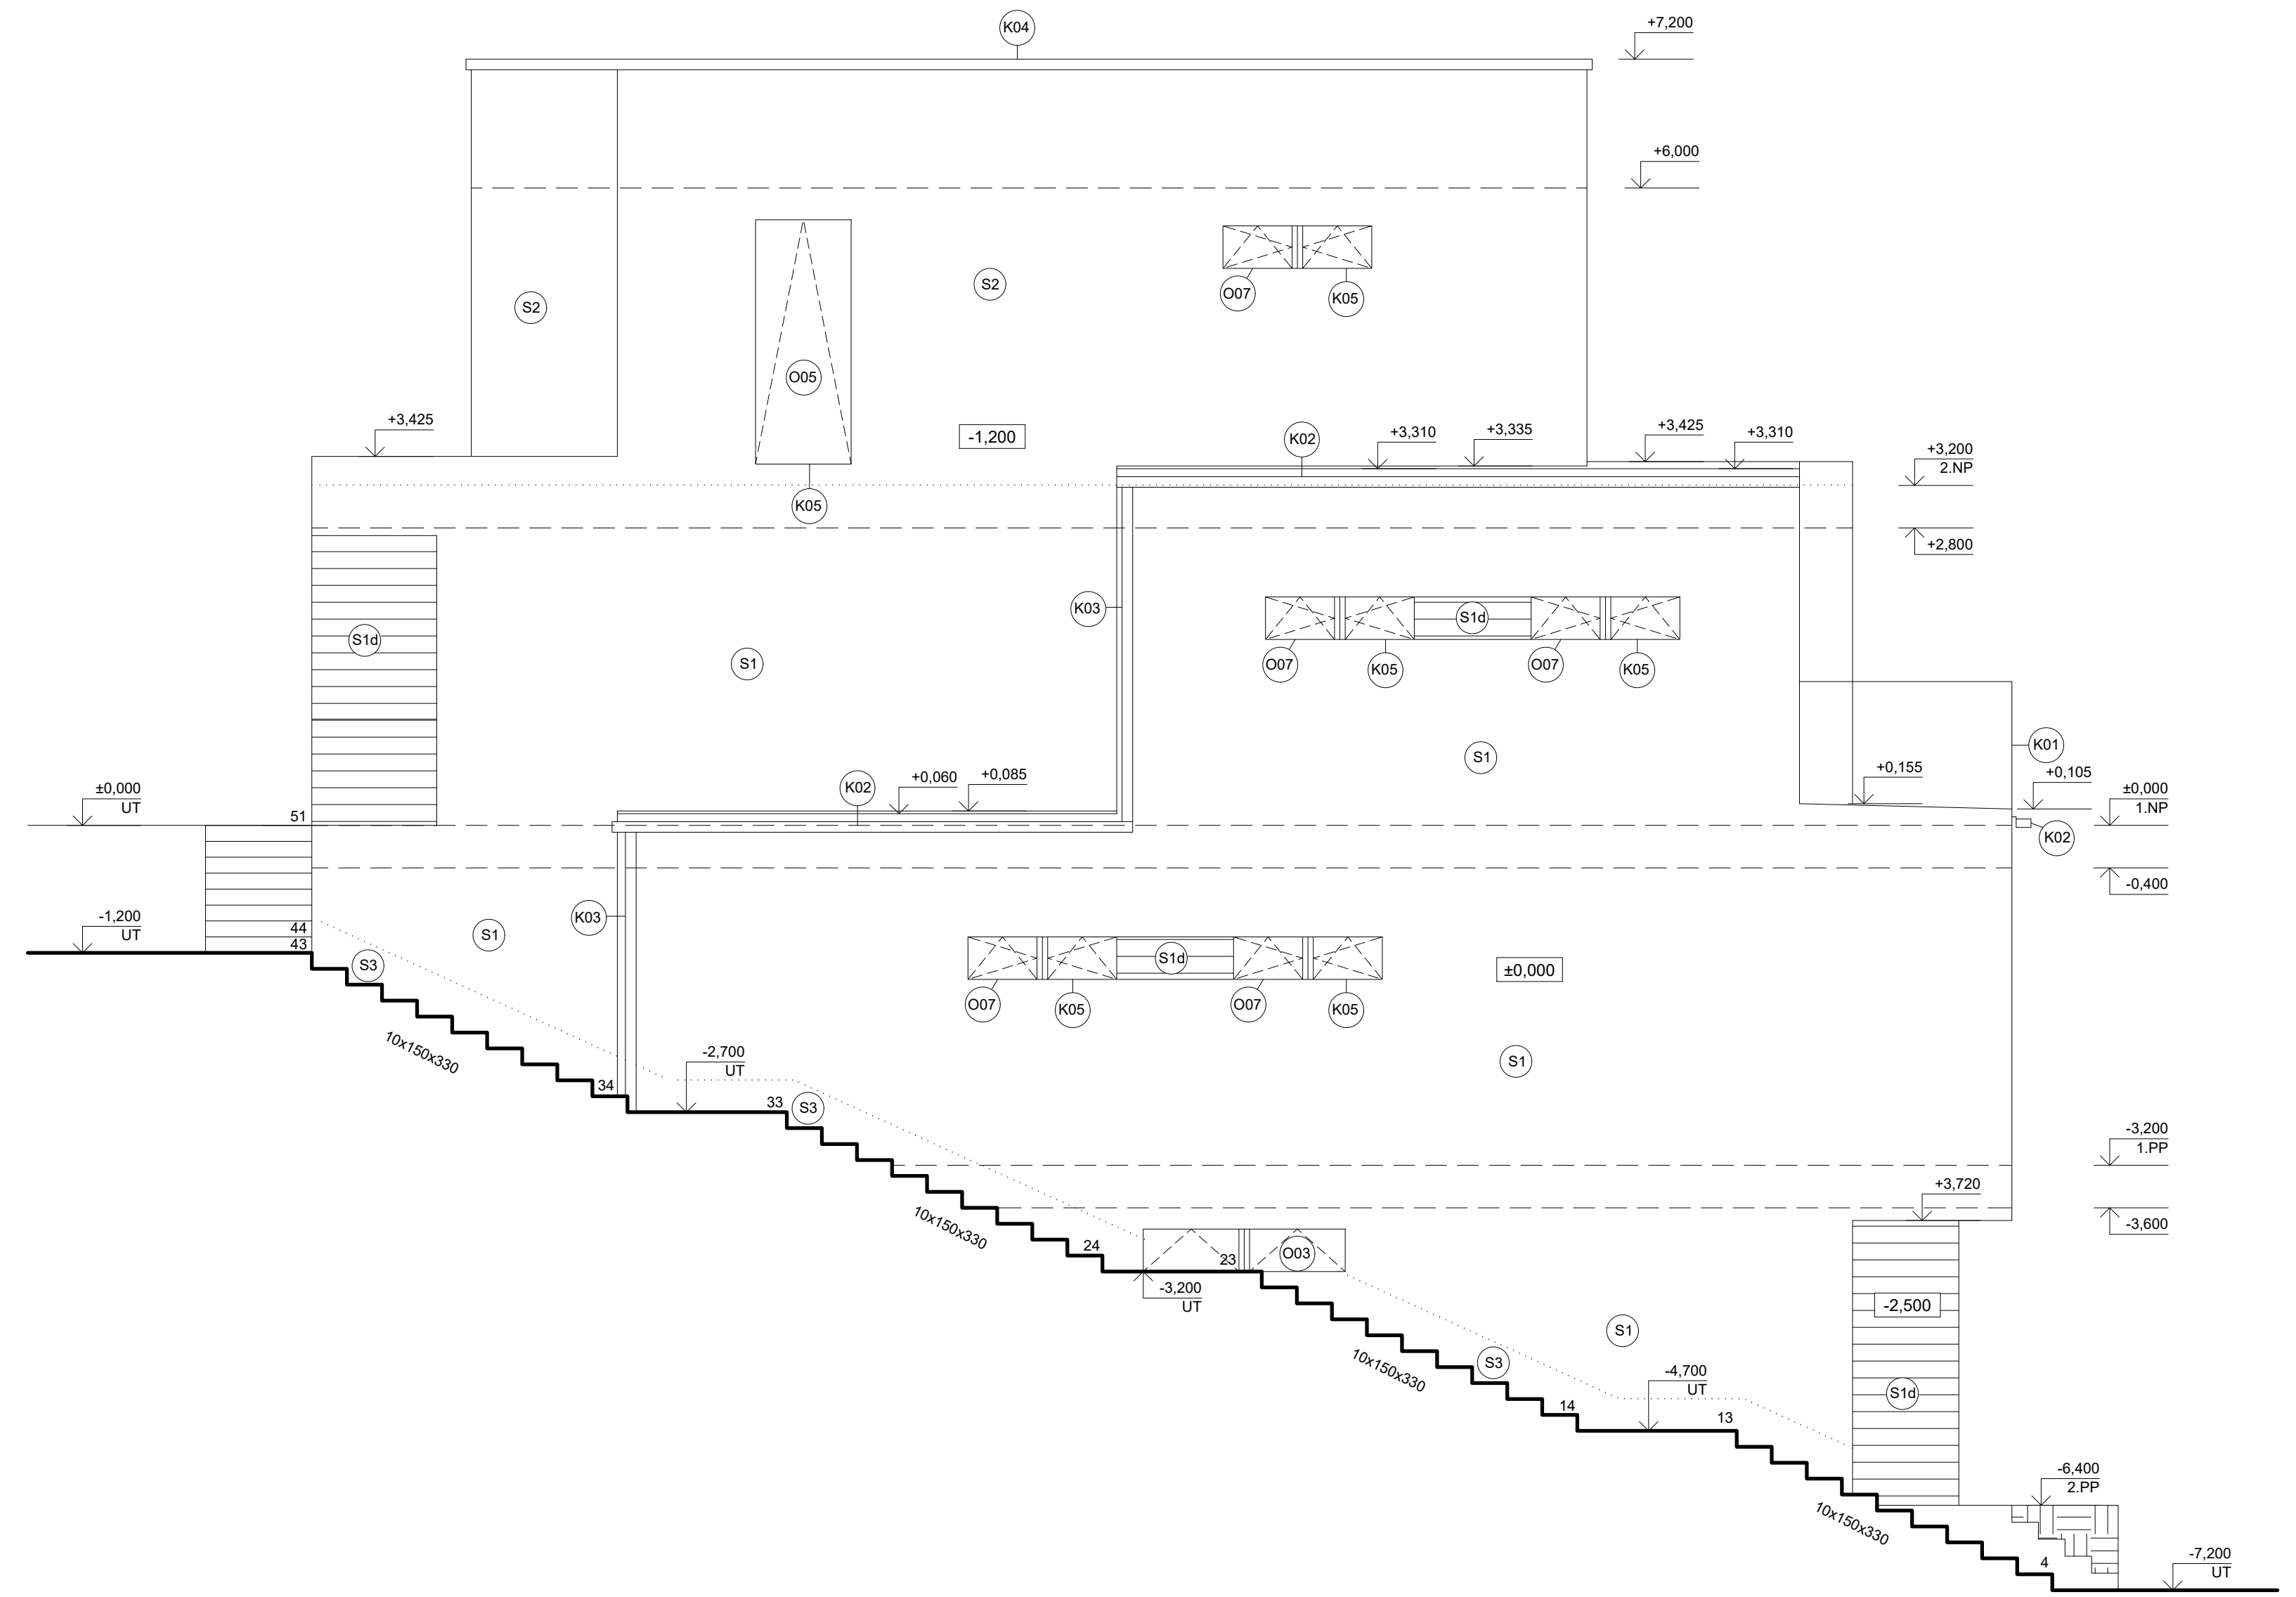 K04
+7,200
+6,000
S2
S2
O07
K05
O05
+3,425
-1,200
K02
+3,310
+3,335
+3,425
+3,310
+3,200
2.NP
K05
+2,800
K03
S1d
S1d
S1
O07
K05
O07
K05
S1
K01
±0,000
UT
51
K02
+0,060
+0,085
+0,155
+0,105
±0,000
1.NP
K02
-0,400
-1,200
UT
44
43
S1
K03
S3
S1d
±0,000
O07
K05
O07
K05
10x150x330
34
-2,700
UT
33
S3
S1
-3,200
1.PP
+3,720
-3,600
10x150x330
24
23
O03
-3,200
UT
-2,500
S1
10x150x330
S3
-4,700
UT
S1d
14
13
-6,400
2.PP
10x150x330
4
-7,200
UT